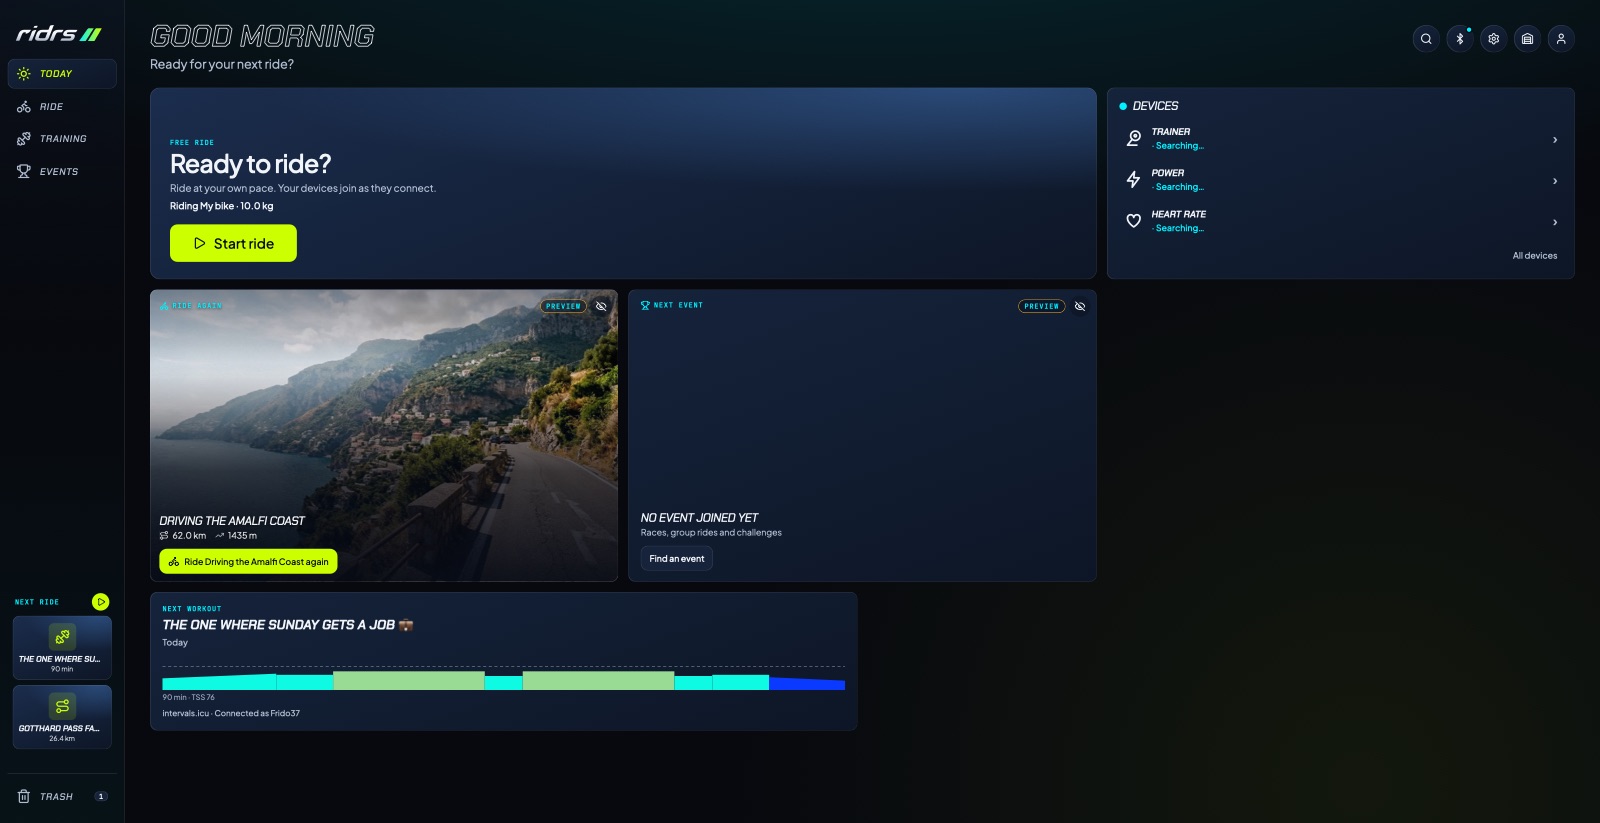 ridrs
TODAY
RIDE
TRAINING
EVENTS
NEXT RIDE
THE ONE WHERE SU...
90 min
GOTTHARD PASS FA...
26.4 km
TRASH
1
GOOD MORNING
Ready for your next ride?
FREE RIDE
Ready to ride?
Ride at your own pace. Your devices join as they connect.
Riding My bike · 10.0 kg
Start ride
DEVICES
TRAINER
· Searching...
POWER
· Searching...
HEART RATE
· Searching...
All devices
RIDE AGAIN
PREVIEW
DRIVING THE AMALFI COAST
62.0 km 1435 m
Ride Driving the Amalfi Coast again
NEXT EVENT
PREVIEW
NO EVENT JOINED YET
Races, group rides and challenges
Find an event
NEXT WORKOUT
THE ONE WHERE SUNDAY GETS A JOB 💼
Today
90 min · TSS 76
intervals.icu · Connected as Frido37